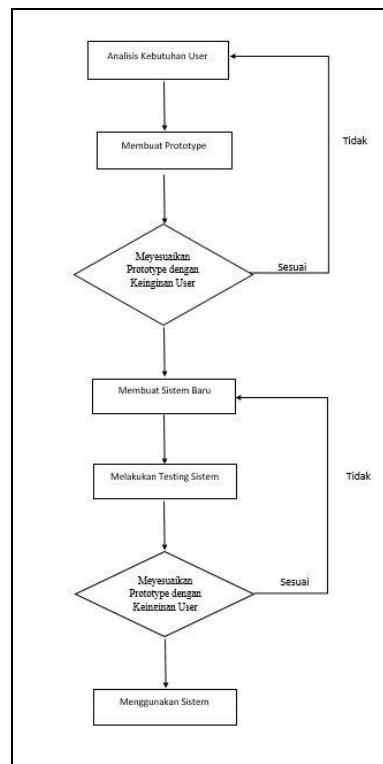 Analisis Kebutuhan User
Tidak
Membuat Prototype
Meyesuaikan
Prototype dengan
Keinginan User
Sesuai
Membuat Sistem Baru
Melakukan Testing Sistem
Tidak
Meyesuaikan
Prototype dengan
Keinginan User
Sesuai
Menggunakan Sistem